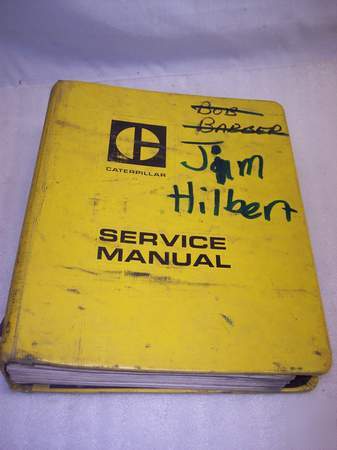 BOB
BARGER
Jim
Hilbert
CATERPILLAR
SERVICE
MANUAL